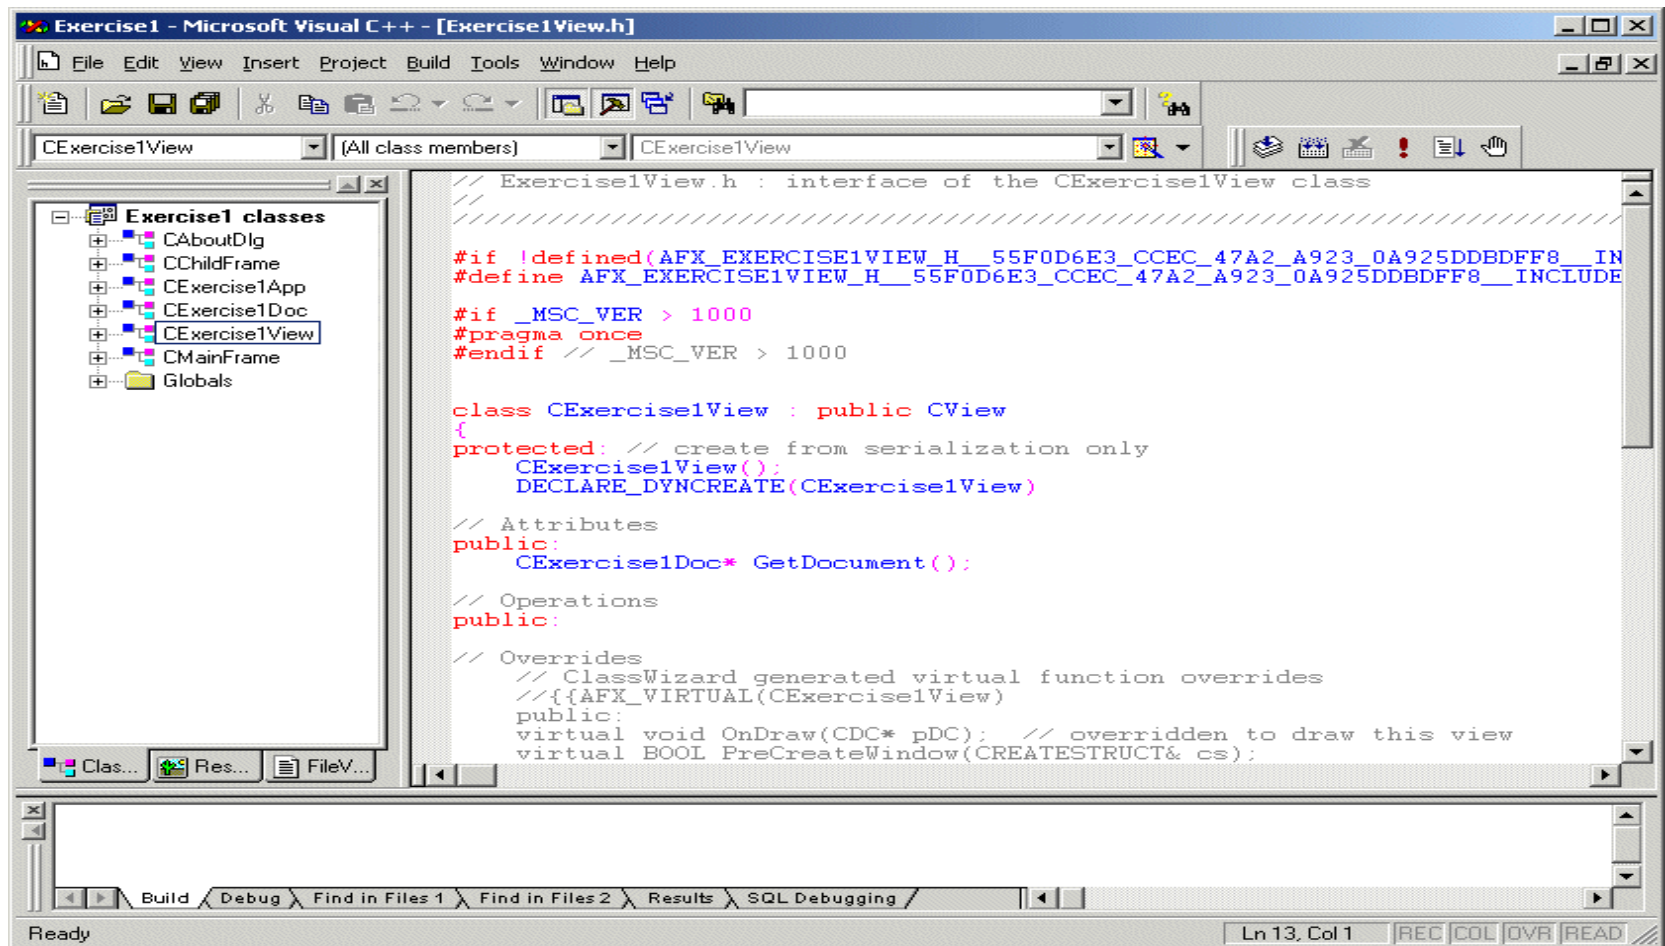 Exercise1 - Microsoft Visual C++ - [Exercise1View.h]
File Edit View Insert Project Build Tools Window Help
CExercise1View (All class members) CExercise1View
Exercise1 classes
CAboutDlg
CChildFrame
CExercise1App
CExercise1Doc
CExercise1View
CMainFrame
Globals
Clas... Res... FileV...
// Exercise1View.h : interface of the CExercise1View class
//
///////////////////////////////////////////////////////////////////////////
#if !defined(AFX_EXERCISE1VIEW_H__55F0D6E3_CCEC_47A2_A923_0A925DDBDFF8__IN
#define AFX_EXERCISE1VIEW_H__55F0D6E3_CCEC_47A2_A923_0A925DDBDFF8__INCLUDE
#if _MSC_VER > 1000
#pragma once
#endif // _MSC_VER > 1000
class CExercise1View : public CView
{
protected: // create from serialization only
CExercise1View();
DECLARE_DYNCREATE(CExercise1View)
// Attributes
public:
CExercise1Doc* GetDocument();
// Operations
public:
// Overrides
// ClassWizard generated virtual function overrides
//{{AFX_VIRTUAL(CExercise1View)
public:
virtual void OnDraw(CDC* pDC); // overridden to draw this view
virtual BOOL PreCreateWindow(CREATESTRUCT& cs);
Build Debug Find in Files 1 Find in Files 2 Results SQL Debugging
Ready Ln 13, Col 1 REC COL OVR READ